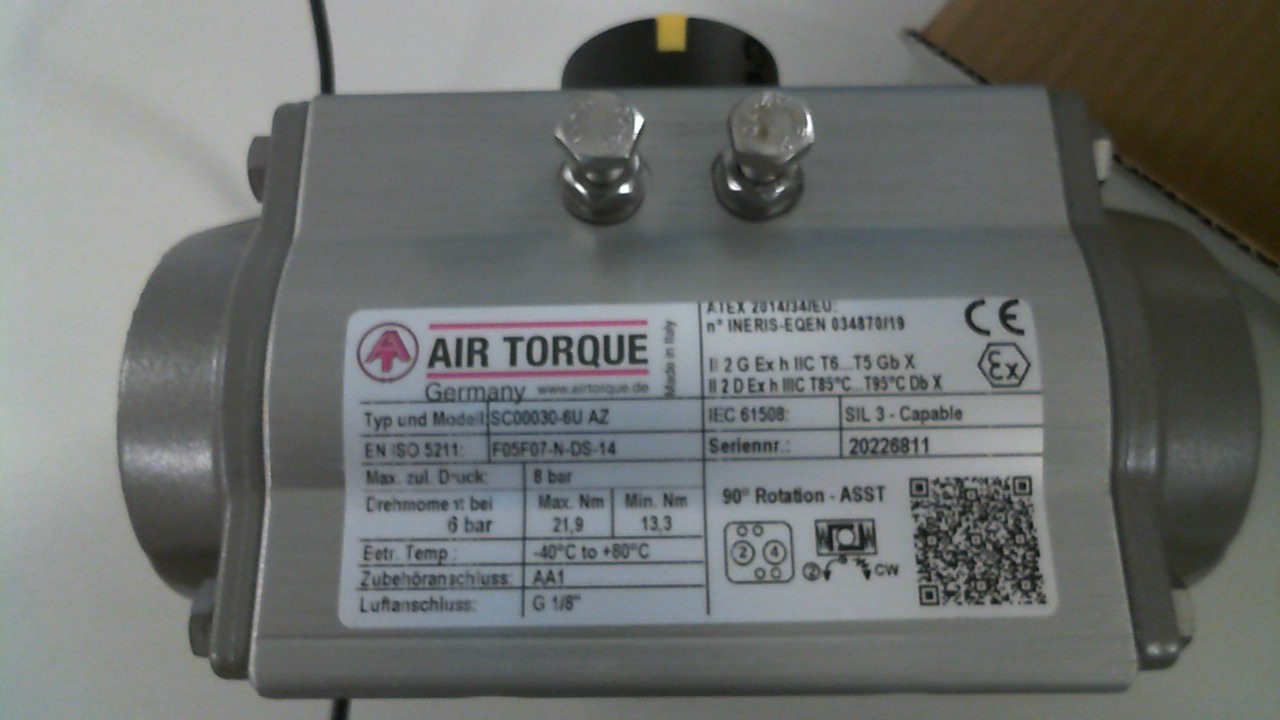 AIR TORQUE
Germany www.airtorque.de
Made in Italy
ATEX 2014/34/EU:
n° INERIS-EQEN 034870/19
CE
II 2 G Ex h IIC T6...T5 Gb X
II 2 D Ex h IIIC T85°C...T95°C Db X
Ex
Typ und Modell: SC00030-6U AZ
IEC 61508: SIL 3 - Capable
EN ISO 5211: F05F07-N-DS-14
Seriennr.: 20226811
Max. zul. Druck: 8 bar
Drehmoment bei 6 bar
Max. Nm Min. Nm
21,9 13,3
Betr. Temp.: -40°C to +80°C
Zubehöranschluss: AA1
Luftanschluss: G 1/8"
90° Rotation - ASST
2 4
2 CW